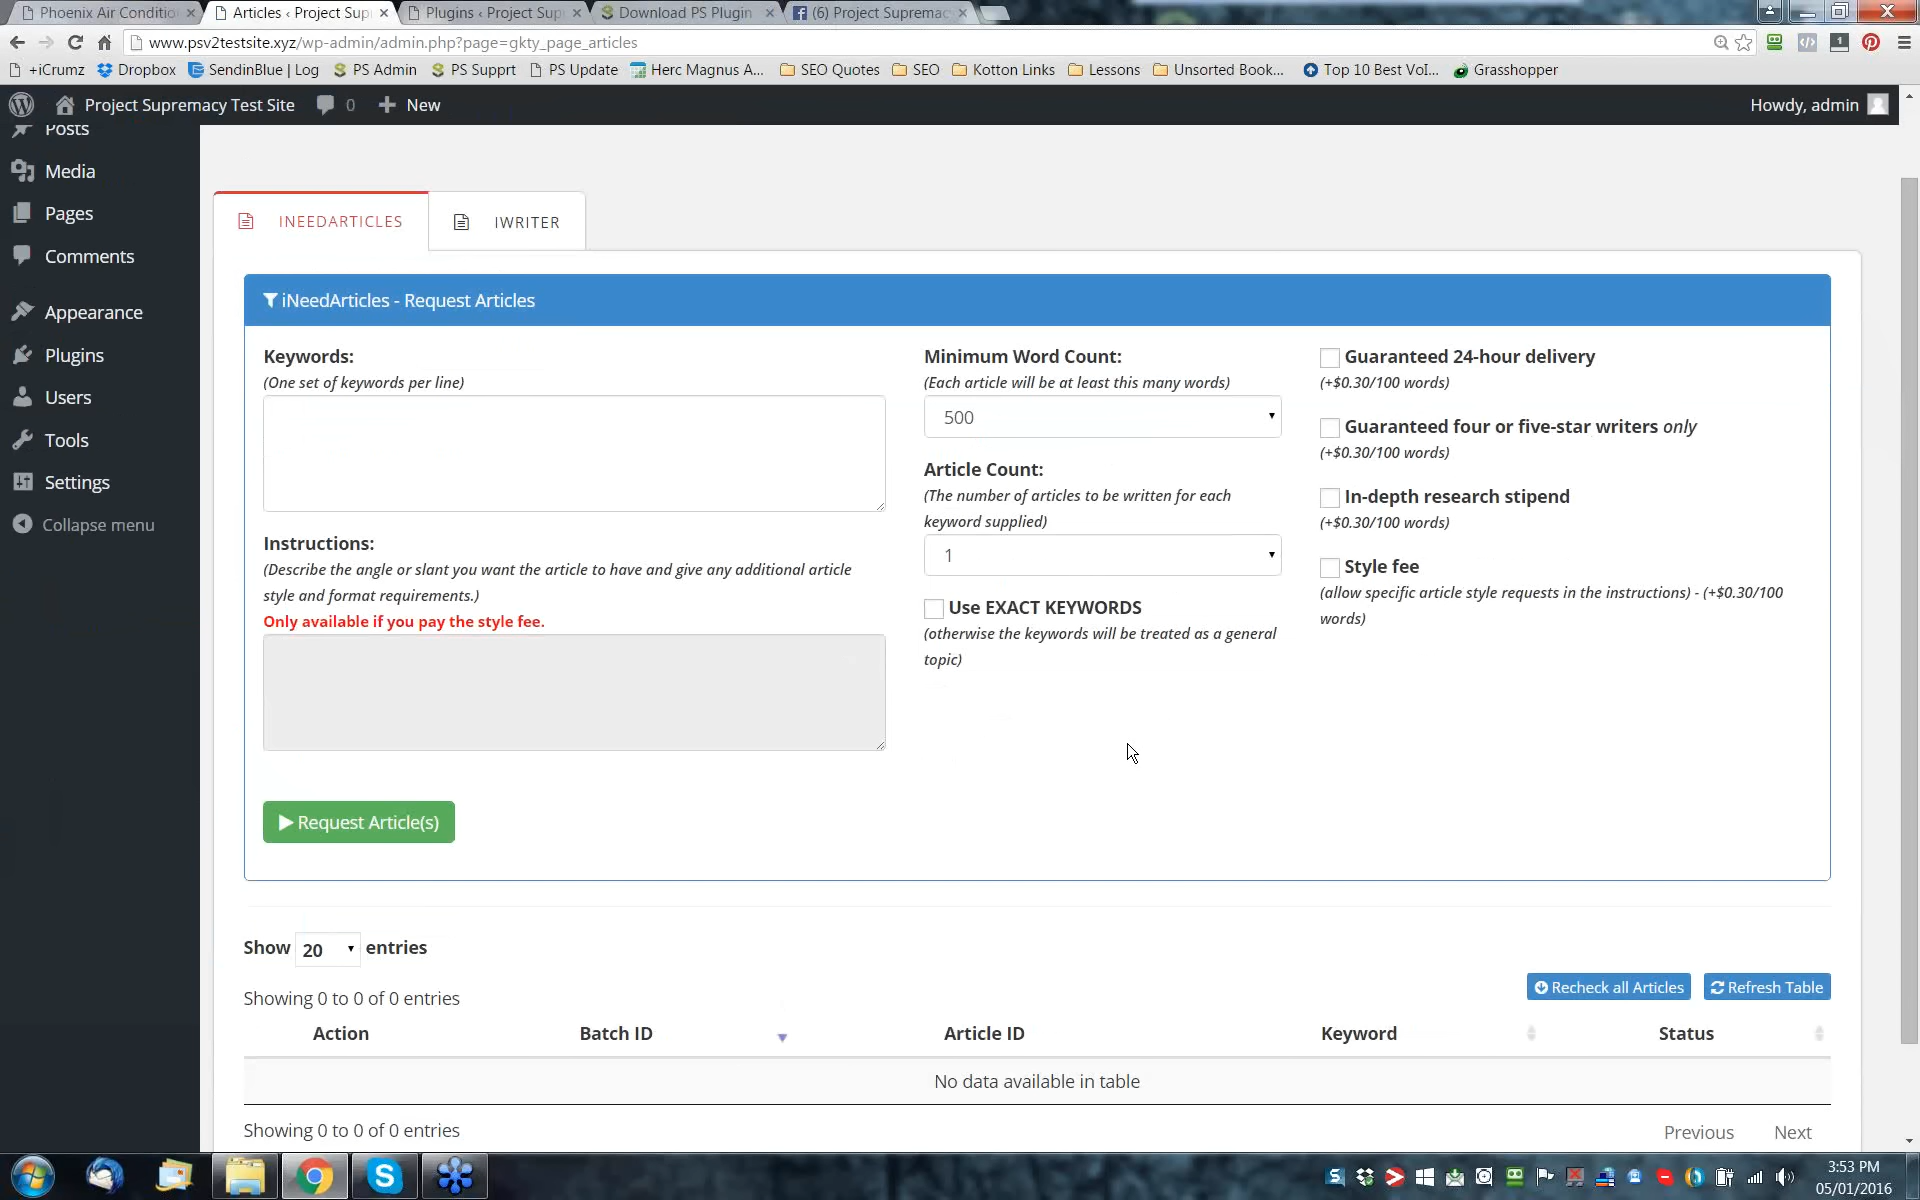 Phoenix Air Conditio
Articles ‹ Project Sup
Plugins ‹ Project Sup
Download PS Plugin
(6) Project Supremac
www.psv2testsite.xyz/wp-admin/admin.php?page=gkty_page_articles
+iCrumz
Dropbox
SendinBlue | Log
PS Admin
PS Supprt
PS Update
Herc Magnus A...
SEO Quotes
SEO
Kotton Links
Lessons
Unsorted Book...
Top 10 Best VoI...
Grasshopper
Project Supremacy Test Site
0
New
Howdy, admin
Posts
Media
Pages
Comments
Appearance
Plugins
Users
Tools
Settings
Collapse menu
INEEDARTICLES
IWRITER
iNeedArticles - Request Articles
Keywords:
(One set of keywords per line)
Instructions:
(Describe the angle or slant you want the article to have and give any additional article
style and format requirements.)
Only available if you pay the style fee.
Request Article(s)
Minimum Word Count:
(Each article will be at least this many words)
500
Article Count:
(The number of articles to be written for each
keyword supplied)
1
Use EXACT KEYWORDS
(otherwise the keywords will be treated as a general
topic)
Guaranteed 24-hour delivery
(+$0.30/100 words)
Guaranteed four or five-star writers only
(+$0.30/100 words)
In-depth research stipend
(+$0.30/100 words)
Style fee
(allow specific article style requests in the instructions) - (+$0.30/100
words)
Show 20 entries
Recheck all Articles
Refresh Table
Showing 0 to 0 of 0 entries
Action
Batch ID
Article ID
Keyword
Status
No data available in table
Showing 0 to 0 of 0 entries
Previous
Next
3:53 PM
05/01/2016